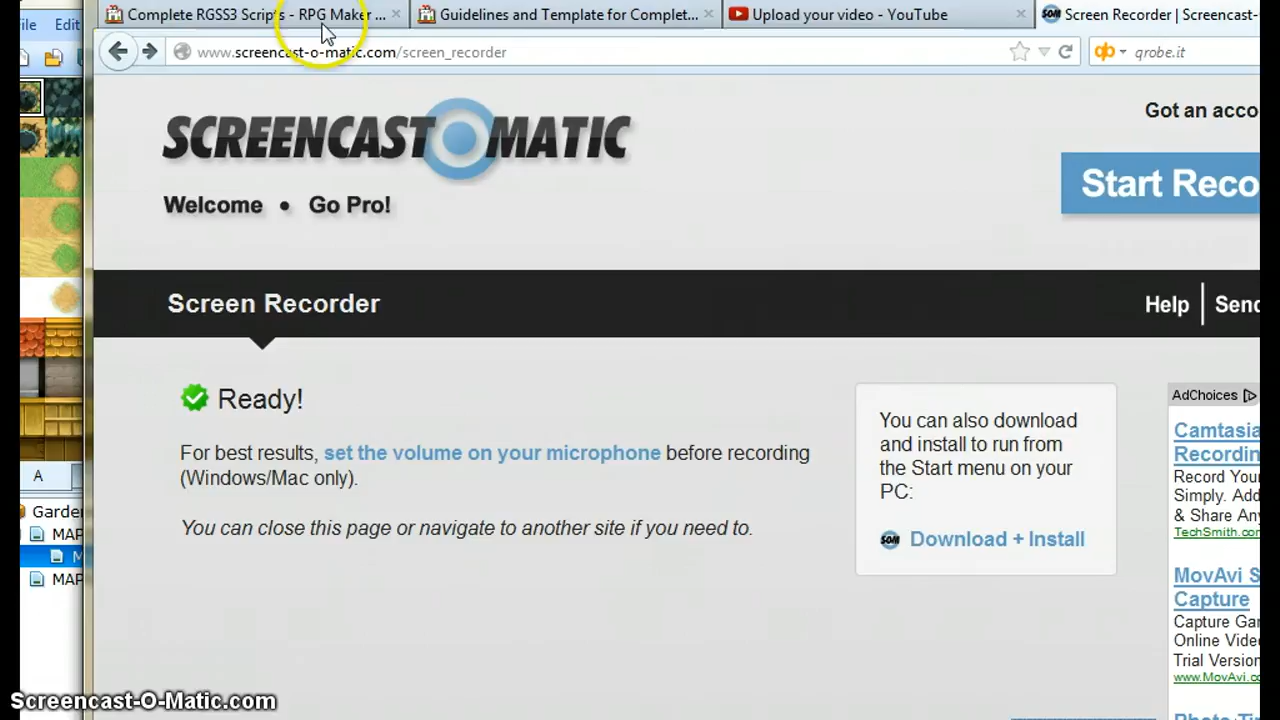 File Edit
Complete RGSS3 Scripts - RPG Maker ...
Guidelines and Template for Complet...
Upload your video - YouTube
Screen Recorder | Screencast-
www.screencast-o-matic.com/screen_recorder
qrobe.it
SCREENCAST O MATIC
Got an acco
Welcome • Go Pro!
Start Reco
Screen Recorder
Help
Send
Ready!
For best results, set the volume on your microphone before recording
(Windows/Mac only).
You can close this page or navigate to another site if you need to.
You can also download
and install to run from
the Start menu on your
PC:
SOM Download + Install
AdChoices
Camtasia
Recordin
Record Your
Simply. Add
& Share Any
TechSmith.com
MovAvi S
Capture
Capture Gam
Online Video
Trial Version
www.MovAvi.c
A
Garden
MAP
M
MAP
Screencast-O-Matic.com